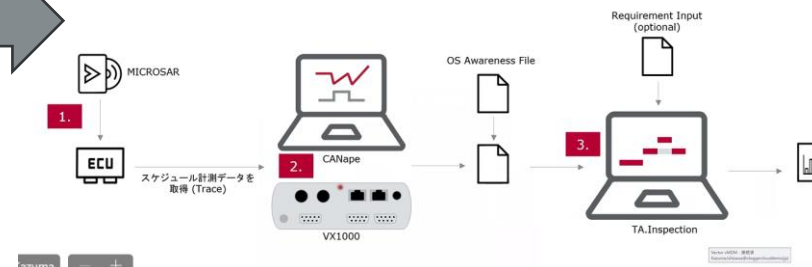 Requirement Input
(optional)
MICROSAR
OS Awareness File
1.
ECU
スケジュール計測データを
取得 (Trace)
2.
CANape
3.
VX1000
TA.Inspection
azuma